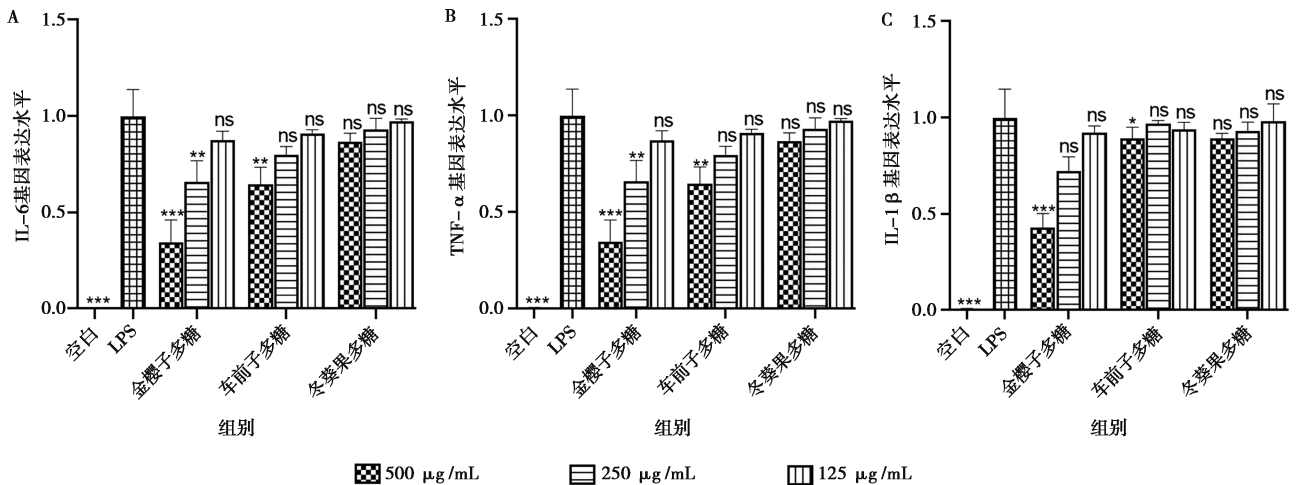 A
1.5
1.0
0.5
0.0
IL-6基因表达水平
***
***
**
ns
**
ns
ns
ns
ns
ns
空白
LPS
金樱子多糖
车前子多糖
冬葵果多糖
组别
B
1.5
1.0
0.5
0.0
TNF-α基因表达水平
***
***
**
ns
**
ns
ns
ns
ns
ns
空白
LPS
金樱子多糖
车前子多糖
冬葵果多糖
组别
C
1.5
1.0
0.5
0.0
IL-1β基因表达水平
***
***
ns
ns
*
ns
ns
ns
ns
ns
空白
LPS
金樱子多糖
车前子多糖
冬葵果多糖
组别
500 μg/mL
250 μg/mL
125 μg/mL